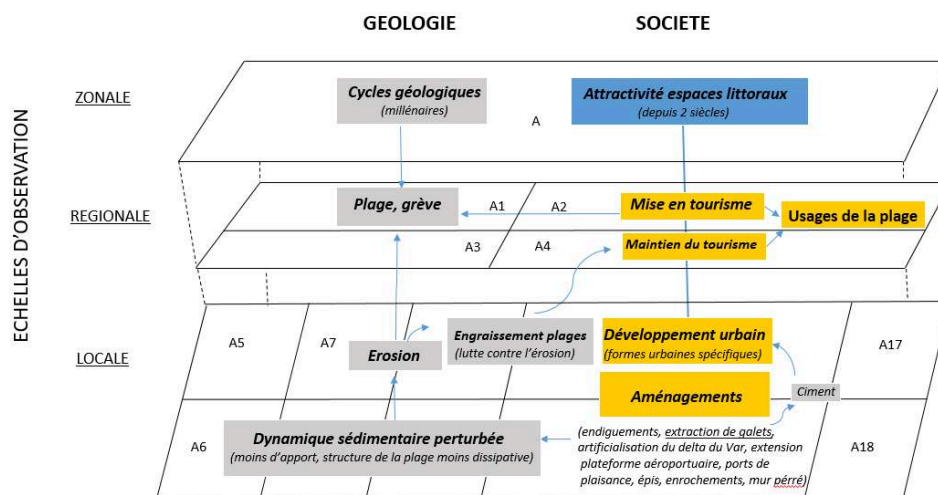 GEOLOGIE
SOCIETE
ECHELLES D'OBSERVATION
ZONALE
Cycles géologiques
(millénaires)
A
Attractivité espaces littoraux
(depuis 2 siècles)
REGIONALE
Plage, grève
A1
A2
Mise en tourisme
Usages de la plage
A3
A4
Maintien du tourisme
LOCALE
A5
A7
Erosion
Engraissement plages
(lutte contre l'érosion)
Développement urbain
(formes urbaines spécifiques)
A17
Aménagements
Ciment
A6
Dynamique sédimentaire perturbée
(moins d'apport, structure de la plage moins dissipative)
(endiguements, extraction de galets,
artificialisation du delta du Var, extension
plateforme aéroportuaire, ports de
plaisance, épis, enrochements, mur pérré)
A18